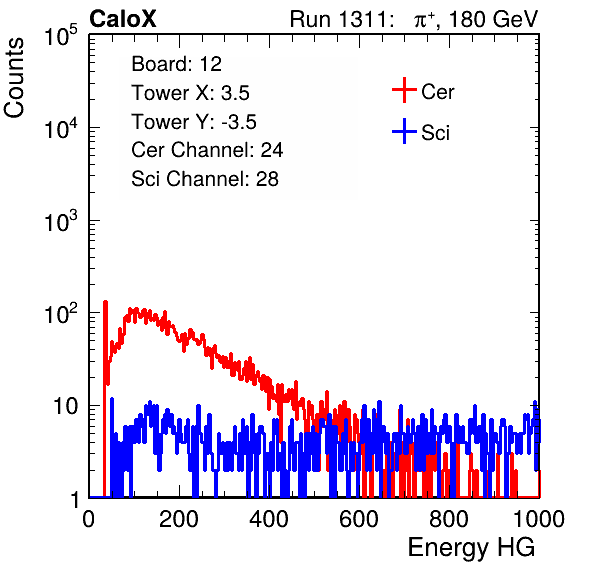 CaloX Run 1311: π⁺, 180 GeV
Counts
10⁵
10⁴
10³
10²
10
1
Board: 12
Tower X: 3.5
Tower Y: -3.5
Cer Channel: 24
Sci Channel: 28
Cer
Sci
0 200 400 600 800 1000
Energy HG